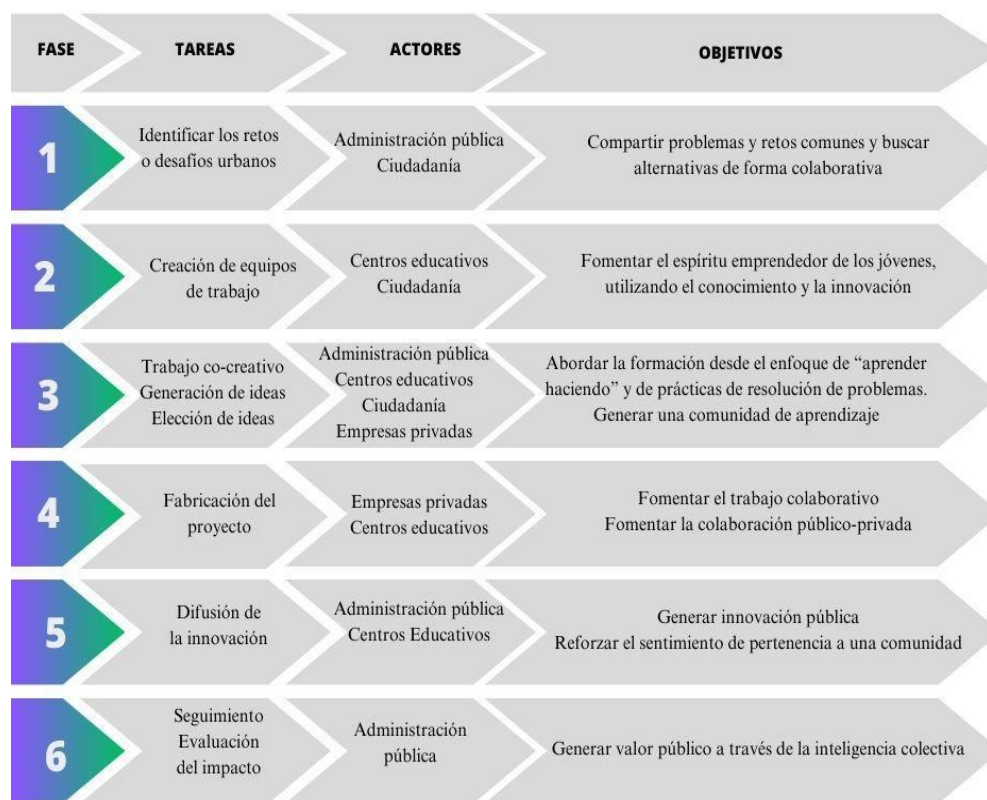 FASE
TAREAS
ACTORES
OBJETIVOS
1
Identificar los retos
o desafíos urbanos
Administración pública
Ciudadanía
Compartir problemas y retos comunes y buscar
alternativas de forma colaborativa
2
Creación de equipos
de trabajo
Centros educativos
Ciudadanía
Fomentar el espíritu emprendedor de los jóvenes,
utilizando el conocimiento y la innovación
3
Trabajo co-creativo
Generación de ideas
Elección de ideas
Administración pública
Centros educativos
Ciudadanía
Empresas privadas
Abordar la formación desde el enfoque de “aprender
haciendo” y de prácticas de resolución de problemas.
Generar una comunidad de aprendizaje
4
Fabricación del
proyecto
Empresas privadas
Centros educativos
Fomentar el trabajo colaborativo
Fomentar la colaboración público-privada
5
Difusión de
la innovación
Administración pública
Centros Educativos
Generar innovación pública
Reforzar el sentimiento de pertenencia a una comunidad
6
Seguimiento
Evaluación
del impacto
Administración
pública
Generar valor público a través de la inteligencia colectiva